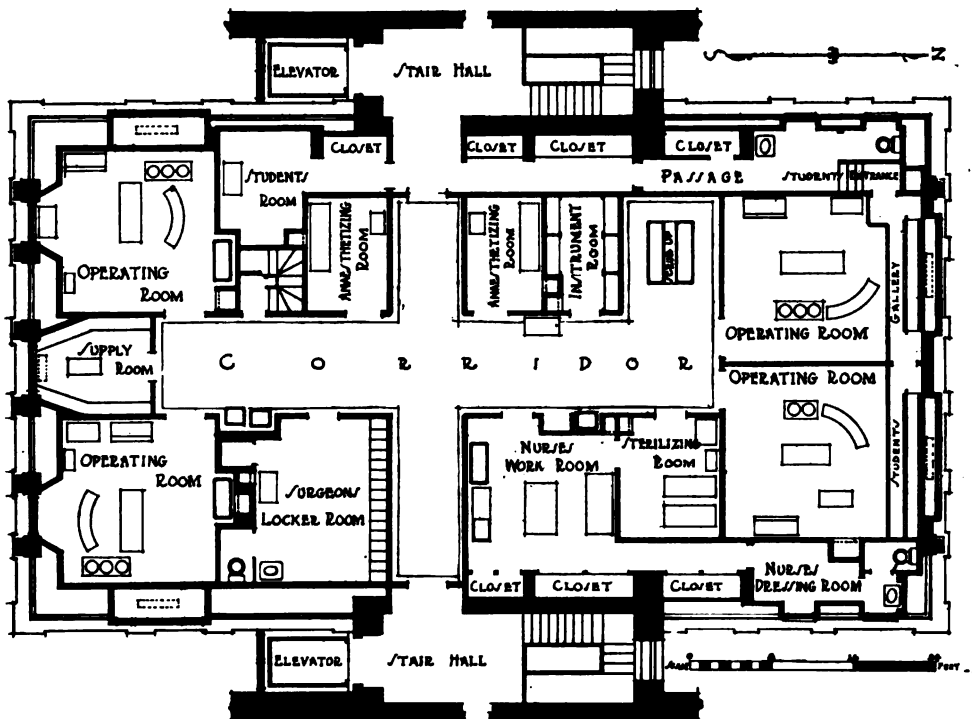 ELEVATOR
STAIR HALL
N
CLOSET
CLOSET
CLOSET
CLOSET
STUDENTS
ROOM
PASSAGE
STUDENTS ENTRANCE
OPERATING
ROOM
ANAESTHETIZING
ROOM
ANAESTHETIZING
ROOM
INSTRUMENT
ROOM
OPERATING ROOM
GALLERY
SUPPLY
ROOM
CORRIDOR
OPERATING ROOM
STUDENTS
OPERATING
ROOM
SURGEONS
LOCKER ROOM
NURSES
WORK ROOM
STERILIZING
ROOM
CLOSET
CLOSET
CLOSET
NURSES
DRESSING ROOM
ELEVATOR
STAIR HALL
SCALE
FEET